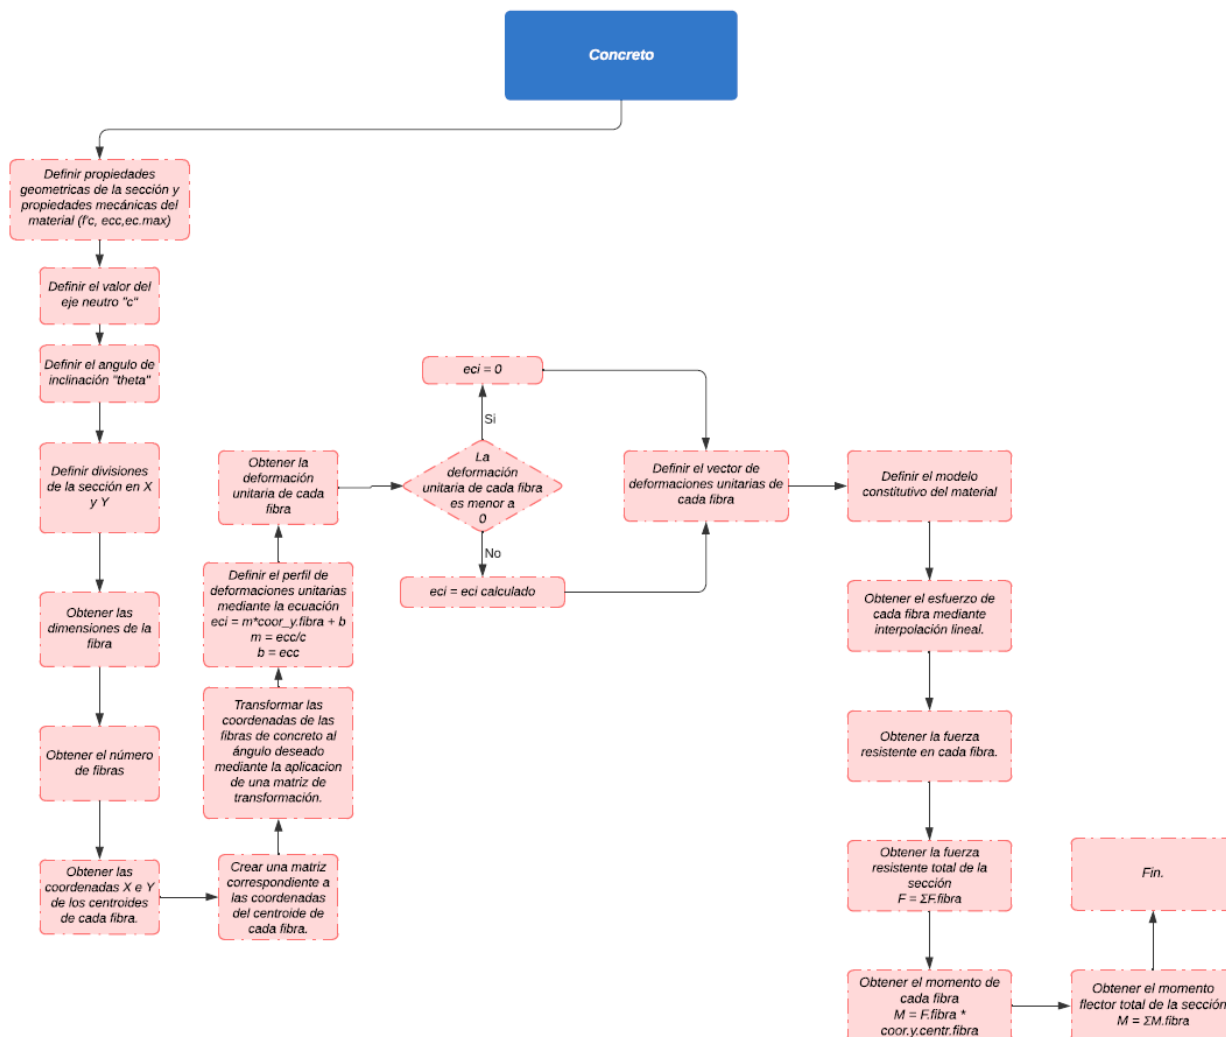 Concreto
Definir propiedades
geometricas de la sección y
propiedades mecánicas del
material (f'c, ecc,ec.max)
Definir el valor del
eje neutro "c"
Definir el angulo de
inclinación "theta"
Definir divisiones
de la sección en X
y Y
Obtener las
dimensiones de la
fibra
Obtener el número
de fibras
Obtener las
coordenadas X e Y
de los centroides
de cada fibra.
Crear una matriz
correspondiente a
las coordenadas
del centroide de
cada fibra.
Transformar las
coordenadas de las
fibras de concreto al
ángulo deseado
mediante la aplicacion
de una matriz de
transformación.
Definir el perfil de
deformaciones unitarias
mediante la ecuación
eci = m*coor_y.fibra + b
m = ecc/c
b = ecc
Obtener la
deformación
unitaria de cada
fibra
La
deformación
unitaria de cada fibra
es menor a
0
Si
eci = 0
No
eci = eci calculado
Definir el vector de
deformaciones unitarias de
cada fibra
Definir el modelo
constitutivo del material
Obtener el esfuerzo de
cada fibra mediante
interpolación lineal.
Obtener la fuerza
resistente en cada fibra.
Obtener la fuerza
resistente total de la
sección
F = ΣF.fibra
Obtener el momento de
cada fibra
M = F.fibra *
coor.y.centr.fibra
Obtener el momento
flector total de la sección
M = ΣM.fibra
Fin.